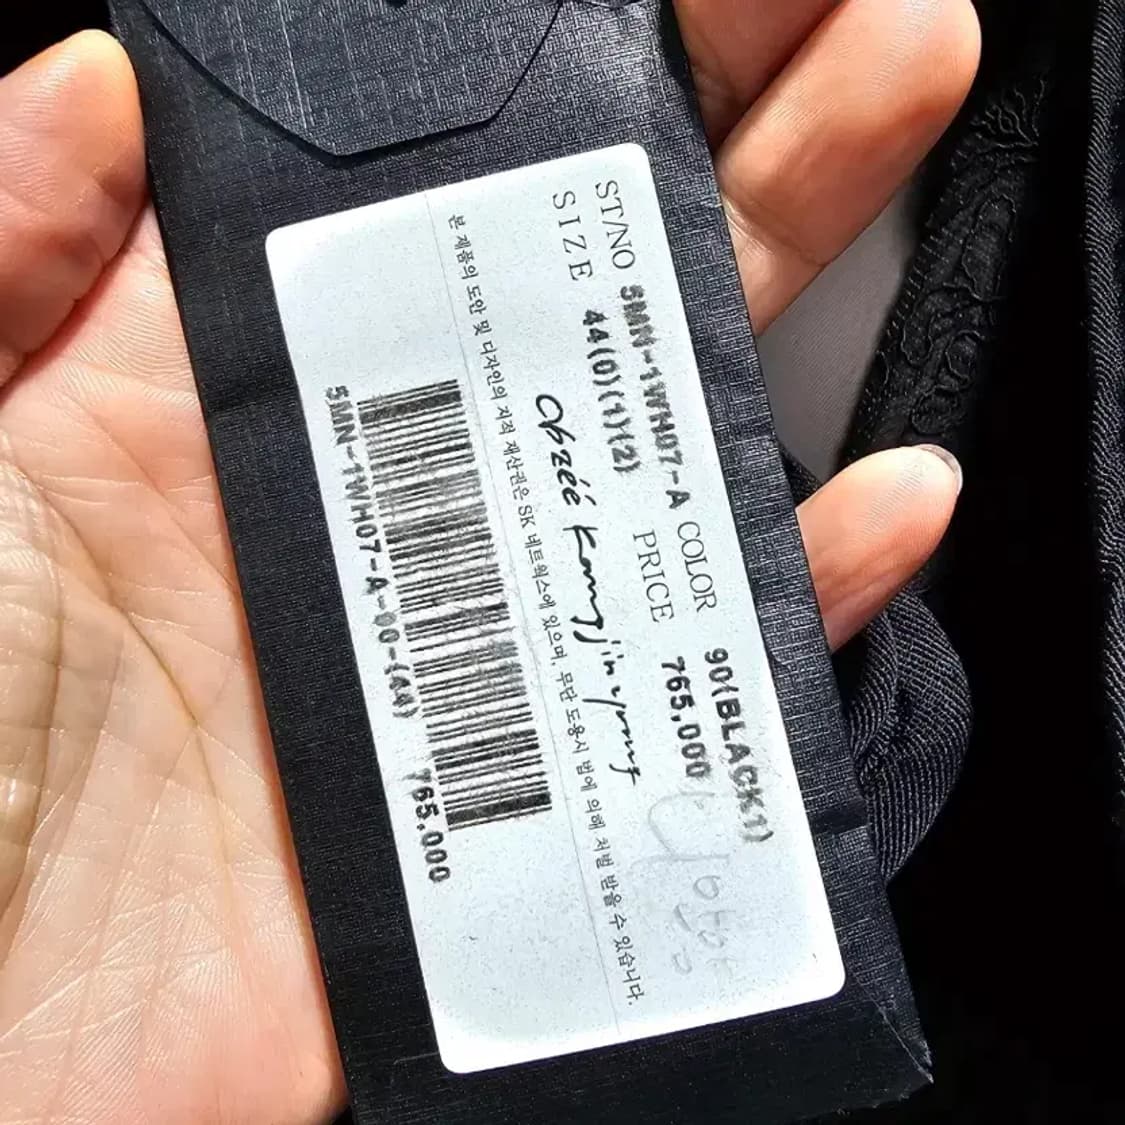 ST/NO 5MN-1WH07-A COLOR 90(BLACK1)
SIZE 44(0)(1)(2) PRICE 765,000
Obzéé Kangjinyoung
본 제품의 도안 및 디자인의 지적 재산권은 SK 네트웍스에 있으며, 무단 도용시 법에 의해 처벌 받을 수 있습니다.
5MN-1WH07-A-90-(44) 765,000